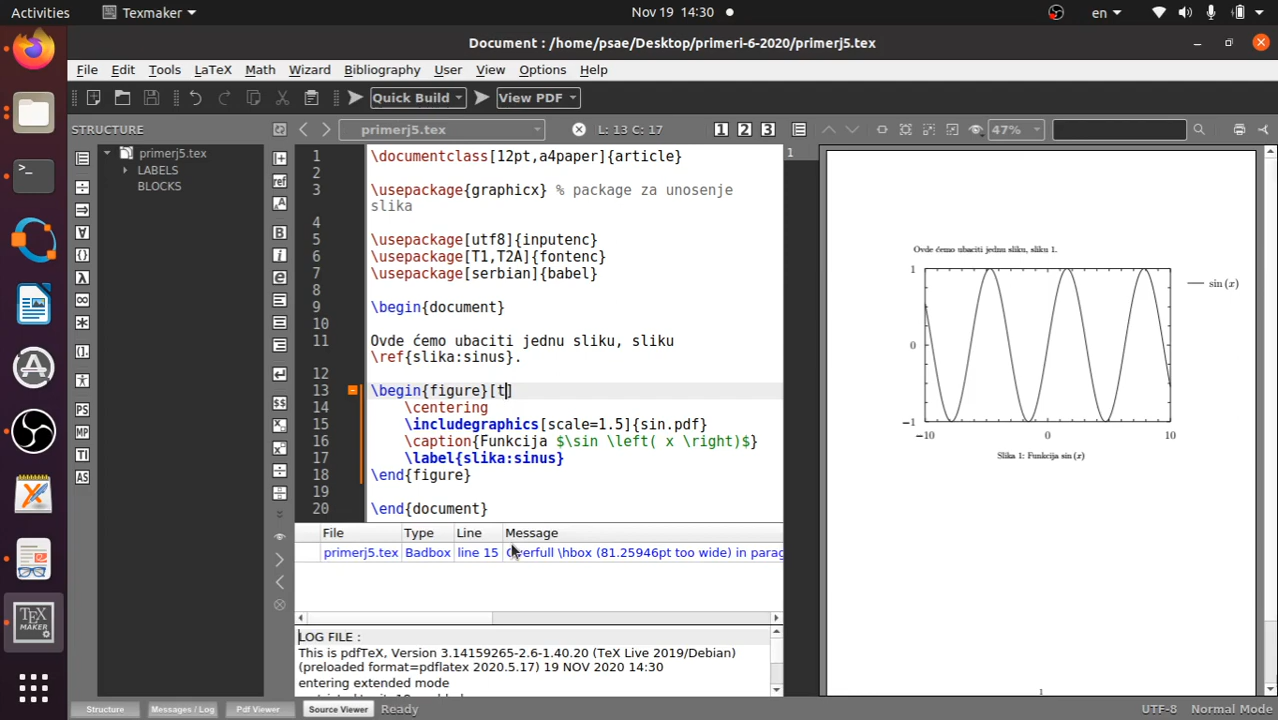 Activities Texmaker Nov 19 14:30 en
Document : /home/psae/Desktop/primeri-6-2020/primerj5.tex
File Edit Tools LaTeX Math Wizard Bibliography User View Options Help
Quick Build View PDF
STRUCTURE primerj5.tex L: 13 C: 17 1 2 3 47%
primerj5.tex
LABELS
BLOCKS
1 \documentclass[12pt,a4paper]{article}
2
3 \usepackage{graphicx} % package za unosenje
slika
4
5 \usepackage[utf8]{inputenc}
6 \usepackage[T1,T2A]{fontenc}
7 \usepackage[serbian]{babel}
8
9 \begin{document}
10
11 Ovde ćemo ubaciti jednu sliku, sliku
\ref{slika:sinus}.
12
13 \begin{figure}[t]
14 \centering
15 \includegraphics[scale=1.5]{sin.pdf}
16 \caption{Funkcija $\sin \left( x \right)$}
17 \label{slika:sinus}
18 \end{figure}
19
20 \end{document}
File Type Line Message
primerj5.tex Badbox line 15 Overfull \hbox (81.25946pt too wide) in parag
LOG FILE :
This is pdfTeX, Version 3.14159265-2.6-1.40.20 (TeX Live 2019/Debian)
(preloaded format=pdflatex 2020.5.17) 19 NOV 2020 14:30
entering extended mode
1
Ovde ćemo ubaciti jednu sliku, sliku 1.
1
sin (x)
0
−1
−10 0 10
Slika 1: Funkcija sin (x)
1
Structure Messages / Log Pdf Viewer Source Viewer Ready UTF-8 Normal Mode